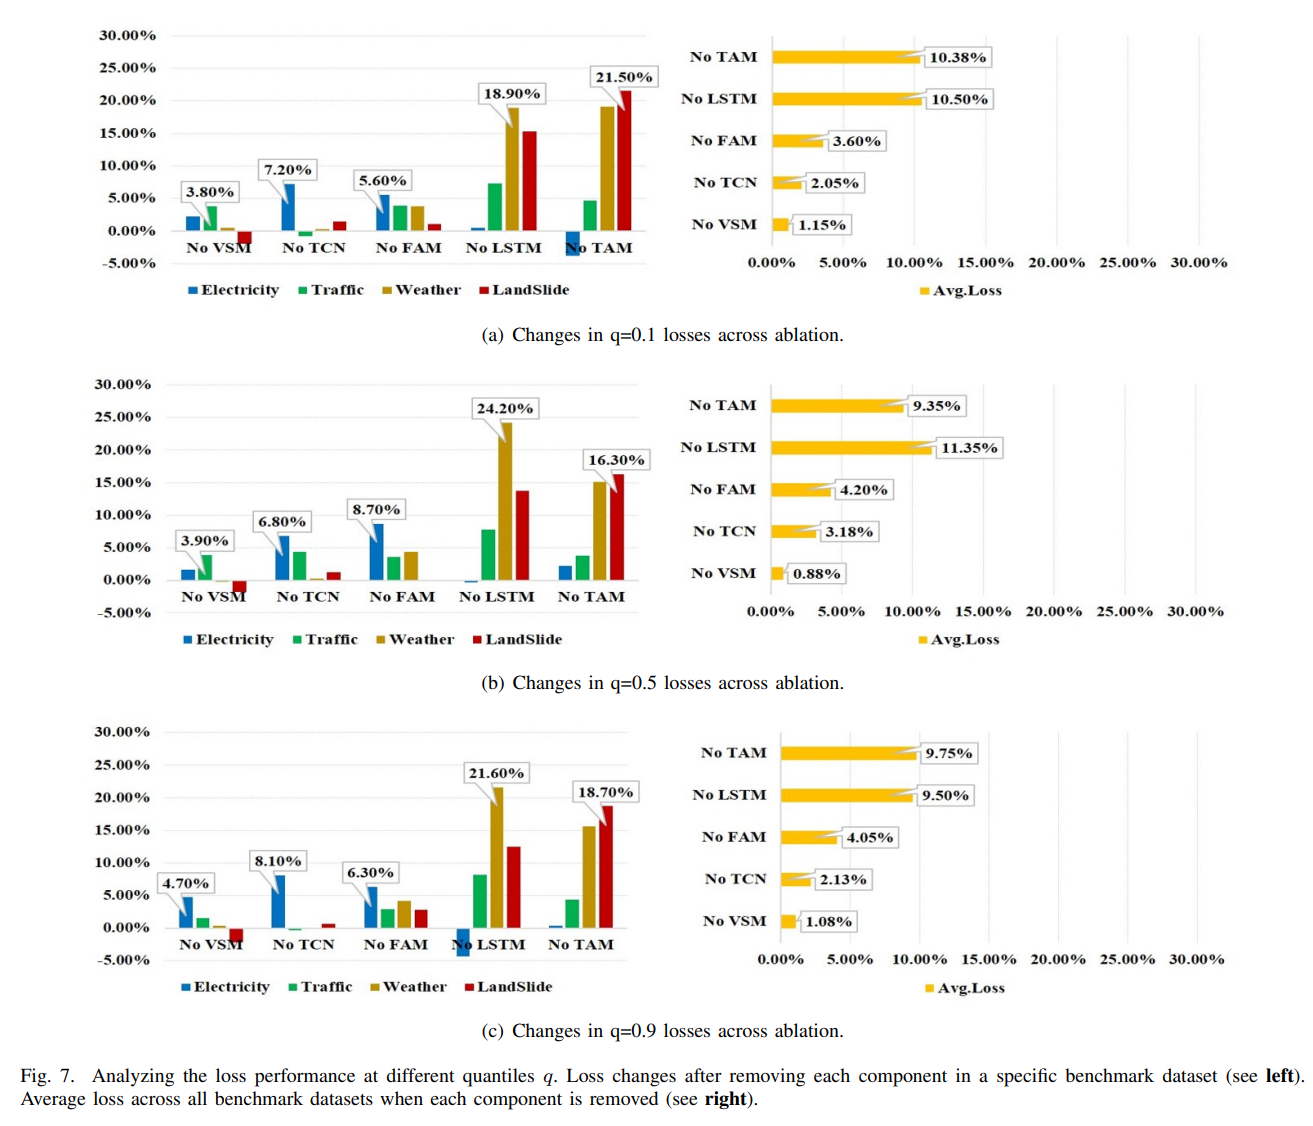 30.00%
25.00%
20.00%
15.00%
10.00%
5.00%
0.00%
-5.00%
3.80%
7.20%
5.60%
18.90%
21.50%
No VSM No TCN No FAM No LSTM No TAM
Electricity Traffic Weather LandSlide
No TAM 10.38%
No LSTM 10.50%
No FAM 3.60%
No TCN 2.05%
No VSM 1.15%
0.00% 5.00% 10.00% 15.00% 20.00% 25.00% 30.00%
Avg.Loss
(a) Changes in q=0.1 losses across ablation.
30.00%
25.00%
20.00%
15.00%
10.00%
5.00%
0.00%
-5.00%
3.90%
6.80%
8.70%
24.20%
16.30%
No VSM No TCN No FAM No LSTM No TAM
Electricity Traffic Weather LandSlide
No TAM 9.35%
No LSTM 11.35%
No FAM 4.20%
No TCN 3.18%
No VSM 0.88%
0.00% 5.00% 10.00% 15.00% 20.00% 25.00% 30.00%
Avg.Loss
(b) Changes in q=0.5 losses across ablation.
30.00%
25.00%
20.00%
15.00%
10.00%
5.00%
0.00%
-5.00%
4.70%
8.10%
6.30%
21.60%
18.70%
No VSM No TCN No FAM No LSTM No TAM
Electricity Traffic Weather LandSlide
No TAM 9.75%
No LSTM 9.50%
No FAM 4.05%
No TCN 2.13%
No VSM 1.08%
0.00% 5.00% 10.00% 15.00% 20.00% 25.00% 30.00%
Avg.Loss
(c) Changes in q=0.9 losses across ablation.
Fig. 7. Analyzing the loss performance at different quantiles q. Loss changes after removing each component in a specific benchmark dataset (see left).
Average loss across all benchmark datasets when each component is removed (see right).